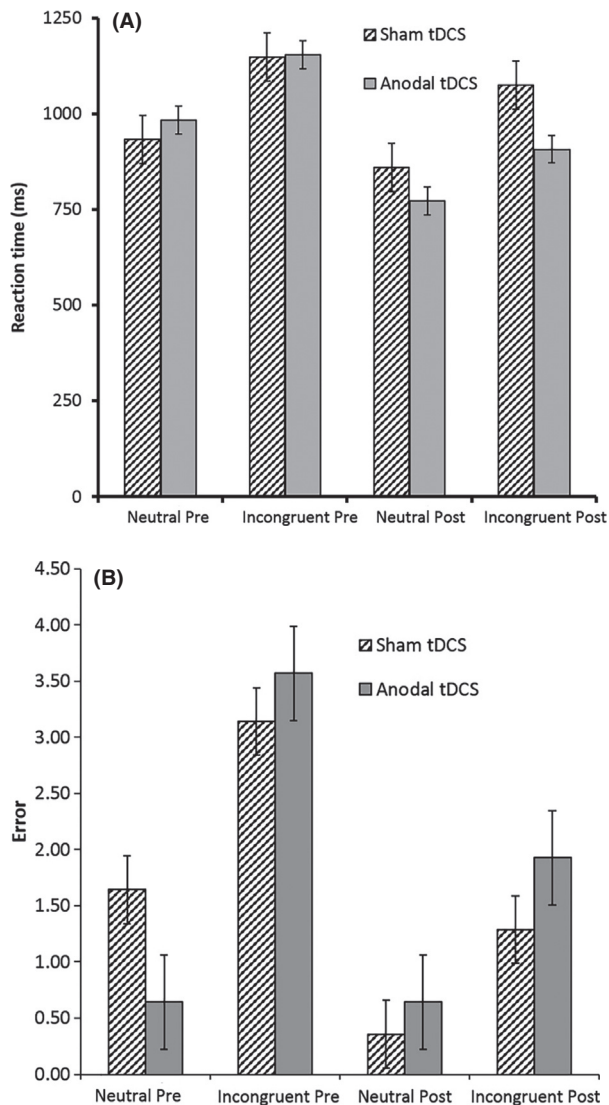 (A)
Sham tDCS
Anodal tDCS
1250
1000
750
500
250
0
Reaction time (ms)
Neutral Pre Incongruent Pre Neutral Post Incongruent Post
(B)
Sham tDCS
Anodal tDCS
4.50
4.00
3.50
3.00
2.50
2.00
1.50
1.00
0.50
0.00
Error
Neutral Pre Incongruent Pre Neutral Post Incongruent Post